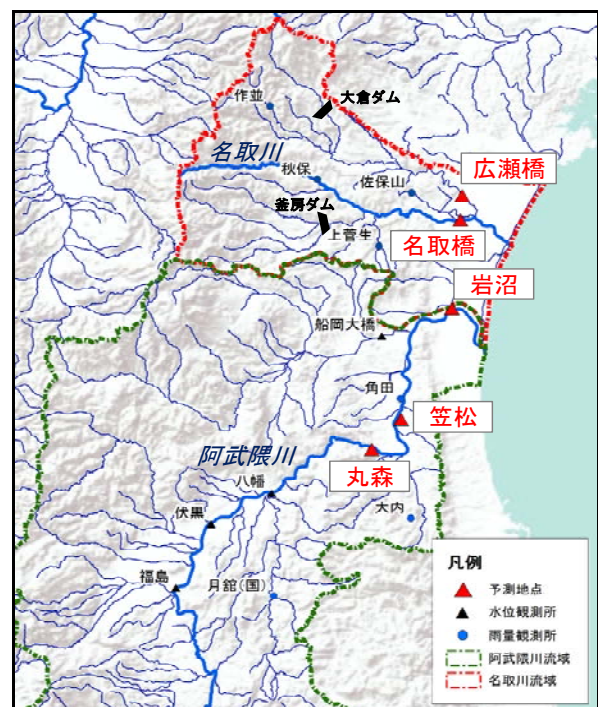 作並
大倉ダム
名取川
秋保
佐保山
広瀬橋
釜房ダム
上菅生
名取橋
岩沼
船岡大橋
角田
笠松
阿武隈川
八幡
丸森
伏黒
大内
福島
月舘(国)
凡例
予測地点
水位観測所
雨量観測所
阿武隈川流域
名取川流域